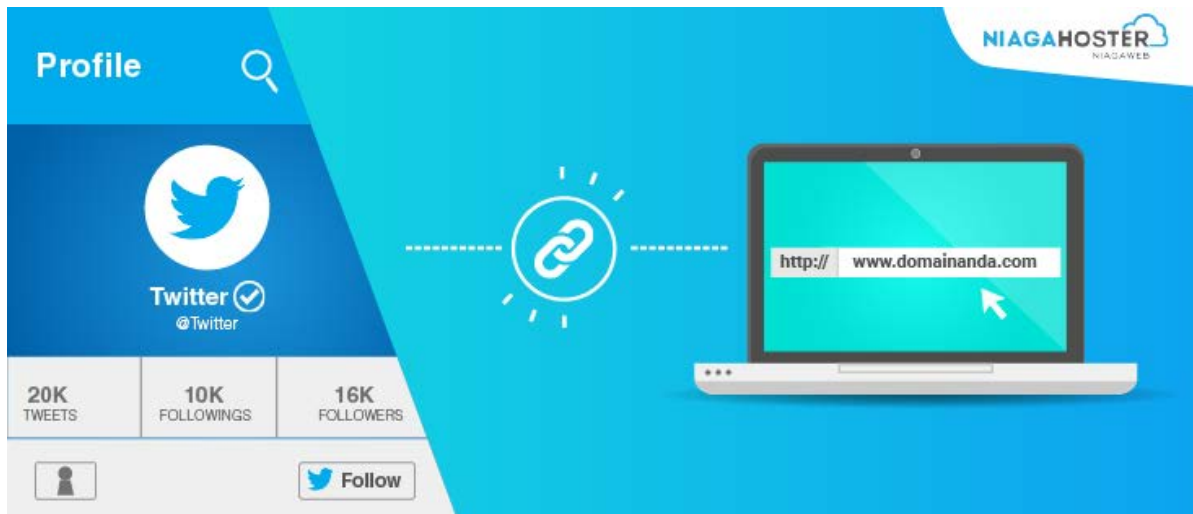 Profile
NIAGAHOSTER
NIAGAWEB
Twitter
@Twitter
20K
TWEETS
10K
FOLLOWINGS
16K
FOLLOWERS
Follow
http:// www.domainanda.com